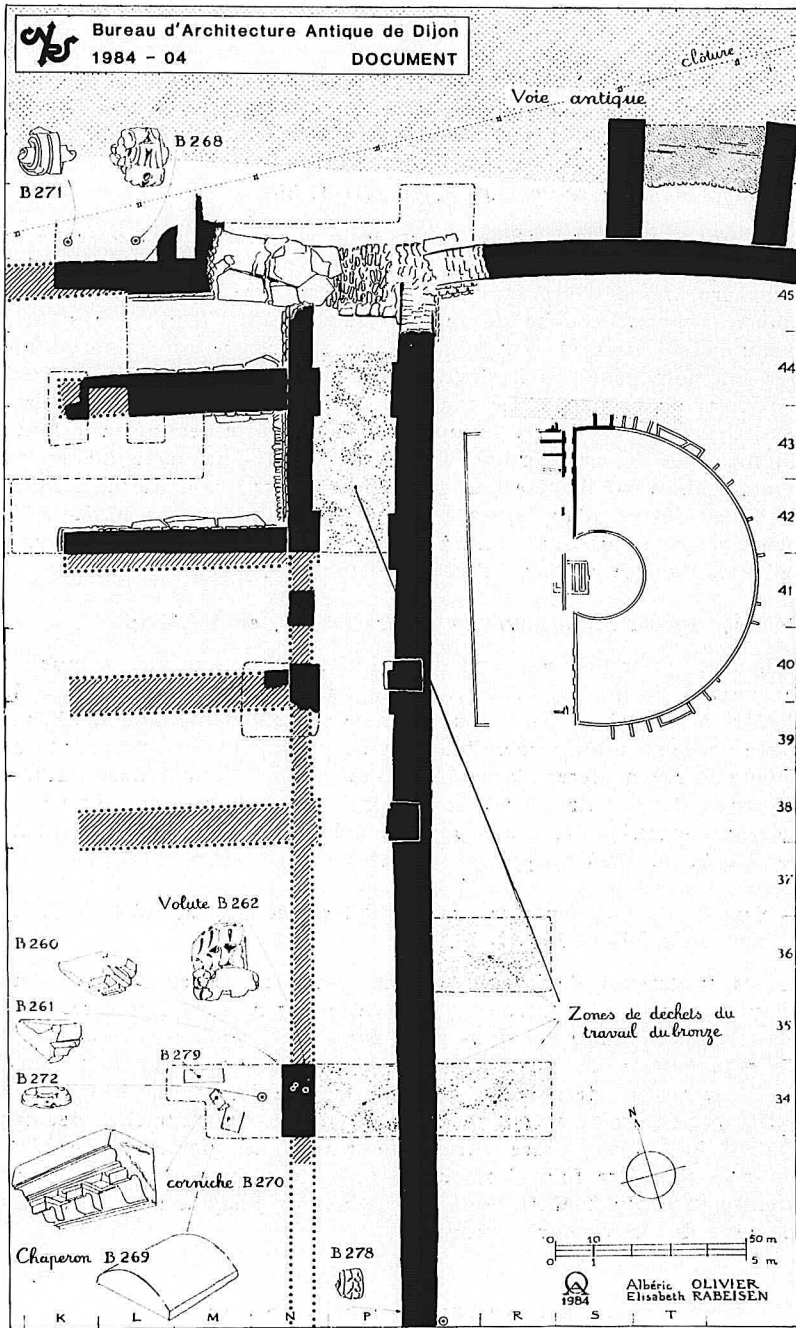 CNRS
Bureau d'Architecture Antique de Dijon
1984 - 04 DOCUMENT
clôture
Voie antique
B 268
B 271
45
44
43
42
41
40
39
38
37
36
35
34
Volute B 262
B 260
B 261
B 279
B 272
Zones de déchets du
travail du bronze
corniche B 270
Chaperon B 269
B 278
N
0 10 50 m
0 1 5 m
1984
Albéric OLIVIER
Elisabeth RABEISEN
K L M N P R S T